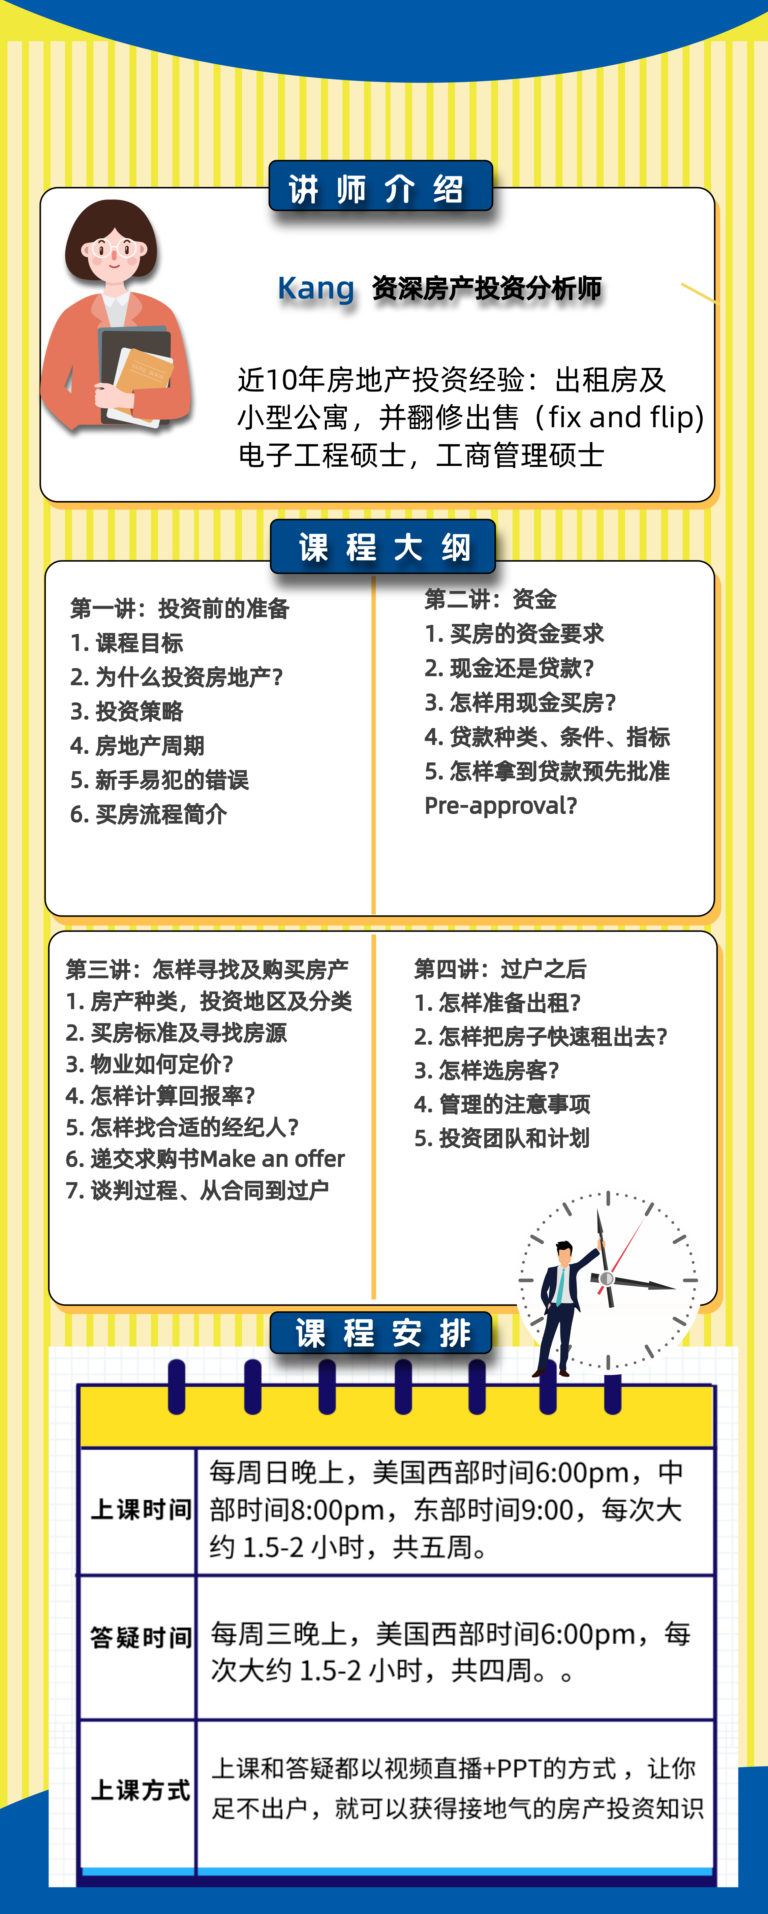 讲师介绍
Kang 资深房产投资分析师
近10年房地产投资经验：出租房及
小型公寓，并翻修出售（fix and flip)
电子工程硕士，工商管理硕士
课程大纲
第一讲：投资前的准备
1. 课程目标
2. 为什么投资房地产？
3. 投资策略
4. 房地产周期
5. 新手易犯的错误
6. 买房流程简介
第二讲：资金
1. 买房的资金要求
2. 现金还是贷款？
3. 怎样用现金买房？
4. 贷款种类、条件、指标
5. 怎样拿到贷款预先批准
Pre-approval？
第三讲：怎样寻找及购买房产
1. 房产种类，投资地区及分类
2. 买房标准及寻找房源
3. 物业如何定价？
4. 怎样计算回报率？
5. 怎样找合适的经纪人？
6. 递交求购书Make an offer
7. 谈判过程、从合同到过户
第四讲：过户之后
1. 怎样准备出租？
2. 怎样把房子快速租出去？
3. 怎样选房客？
4. 管理的注意事项
5. 投资团队和计划
课程安排
上课时间
每周日晚上，美国西部时间6:00pm，中
部时间8:00pm，东部时间9:00，每次大
约 1.5-2 小时，共五周。
答疑时间
每周三晚上，美国西部时间6:00pm，每
次大约 1.5-2 小时，共四周。。
上课方式
上课和答疑都以视频直播+PPT的方式，让你
足不出户，就可以获得接地气的房产投资知识